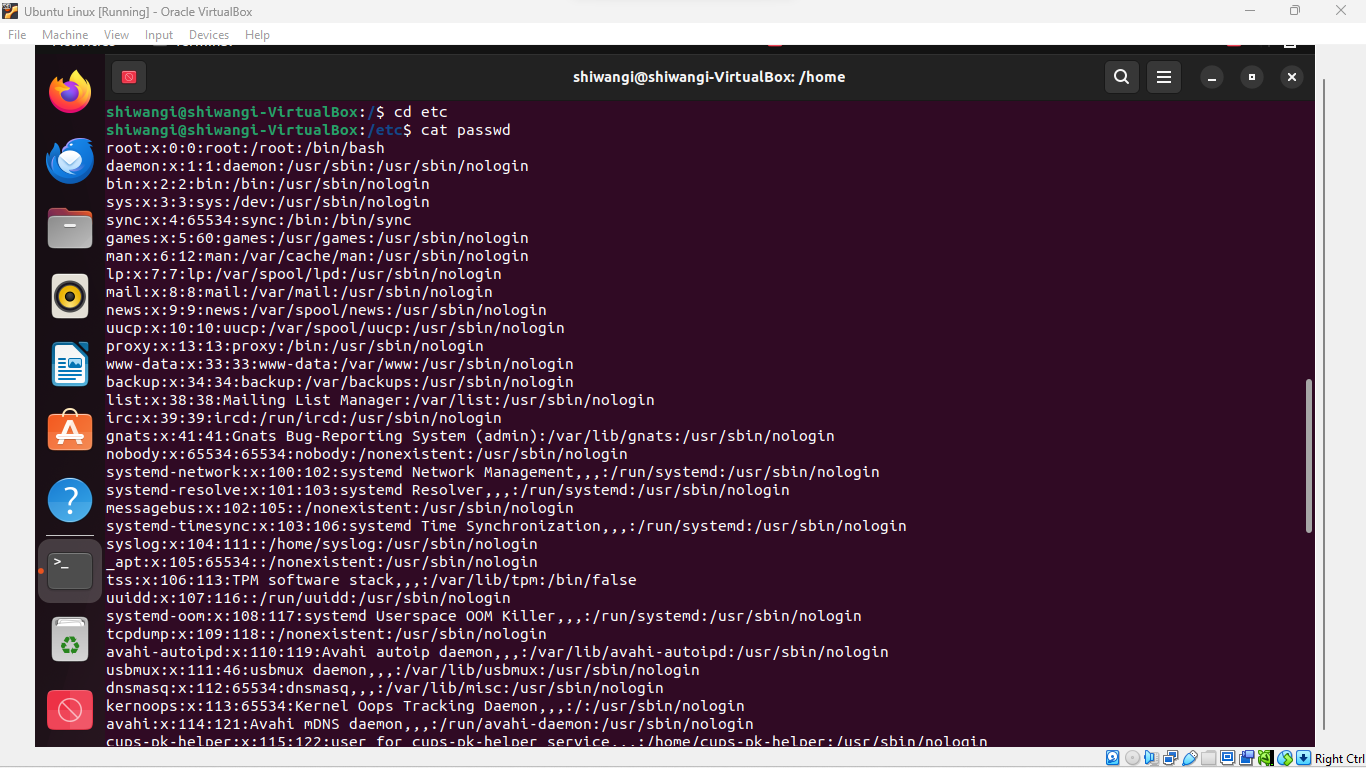 Ubuntu Linux [Running] - Oracle VirtualBox
File Machine View Input Devices Help
shiwangi@shiwangi-VirtualBox: /home
shiwangi@shiwangi-VirtualBox:/$ cd etc
shiwangi@shiwangi-VirtualBox:/etc$ cat passwd
root:x:0:0:root:/root:/bin/bash
daemon:x:1:1:daemon:/usr/sbin:/usr/sbin/nologin
bin:x:2:2:bin:/bin:/usr/sbin/nologin
sys:x:3:3:sys:/dev:/usr/sbin/nologin
sync:x:4:65534:sync:/bin:/bin/sync
games:x:5:60:games:/usr/games:/usr/sbin/nologin
man:x:6:12:man:/var/cache/man:/usr/sbin/nologin
lp:x:7:7:lp:/var/spool/lpd:/usr/sbin/nologin
mail:x:8:8:mail:/var/mail:/usr/sbin/nologin
news:x:9:9:news:/var/spool/news:/usr/sbin/nologin
uucp:x:10:10:uucp:/var/spool/uucp:/usr/sbin/nologin
proxy:x:13:13:proxy:/bin:/usr/sbin/nologin
www-data:x:33:33:www-data:/var/www:/usr/sbin/nologin
backup:x:34:34:backup:/var/backups:/usr/sbin/nologin
list:x:38:38:Mailing List Manager:/var/list:/usr/sbin/nologin
irc:x:39:39:ircd:/run/ircd:/usr/sbin/nologin
gnats:x:41:41:Gnats Bug-Reporting System (admin):/var/lib/gnats:/usr/sbin/nologin
nobody:x:65534:65534:nobody:/nonexistent:/usr/sbin/nologin
systemd-network:x:100:102:systemd Network Management,,,:/run/systemd:/usr/sbin/nologin
systemd-resolve:x:101:103:systemd Resolver,,,:/run/systemd:/usr/sbin/nologin
messagebus:x:102:105::/nonexistent:/usr/sbin/nologin
systemd-timesync:x:103:106:systemd Time Synchronization,,,:/run/systemd:/usr/sbin/nologin
syslog:x:104:111::/home/syslog:/usr/sbin/nologin
_apt:x:105:65534::/nonexistent:/usr/sbin/nologin
tss:x:106:113:TPM software stack,,,:/var/lib/tpm:/bin/false
uuidd:x:107:116::/run/uuidd:/usr/sbin/nologin
systemd-oom:x:108:117:systemd Userspace OOM Killer,,,:/run/systemd:/usr/sbin/nologin
tcpdump:x:109:118::/nonexistent:/usr/sbin/nologin
avahi-autoipd:x:110:119:Avahi autoip daemon,,,:/var/lib/avahi-autoipd:/usr/sbin/nologin
usbmux:x:111:46:usbmux daemon,,,:/var/lib/usbmux:/usr/sbin/nologin
dnsmasq:x:112:65534:dnsmasq,,,:/var/lib/misc:/usr/sbin/nologin
kernoops:x:113:65534:Kernel Oops Tracking Daemon,,,:/:/usr/sbin/nologin
avahi:x:114:121:Avahi mDNS daemon,,,:/run/avahi-daemon:/usr/sbin/nologin
cups-pk-helper:x:115:122:user for cups-pk-helper service,,,:/home/cups-pk-helper:/usr/sbin/nologin
Right Ctrl